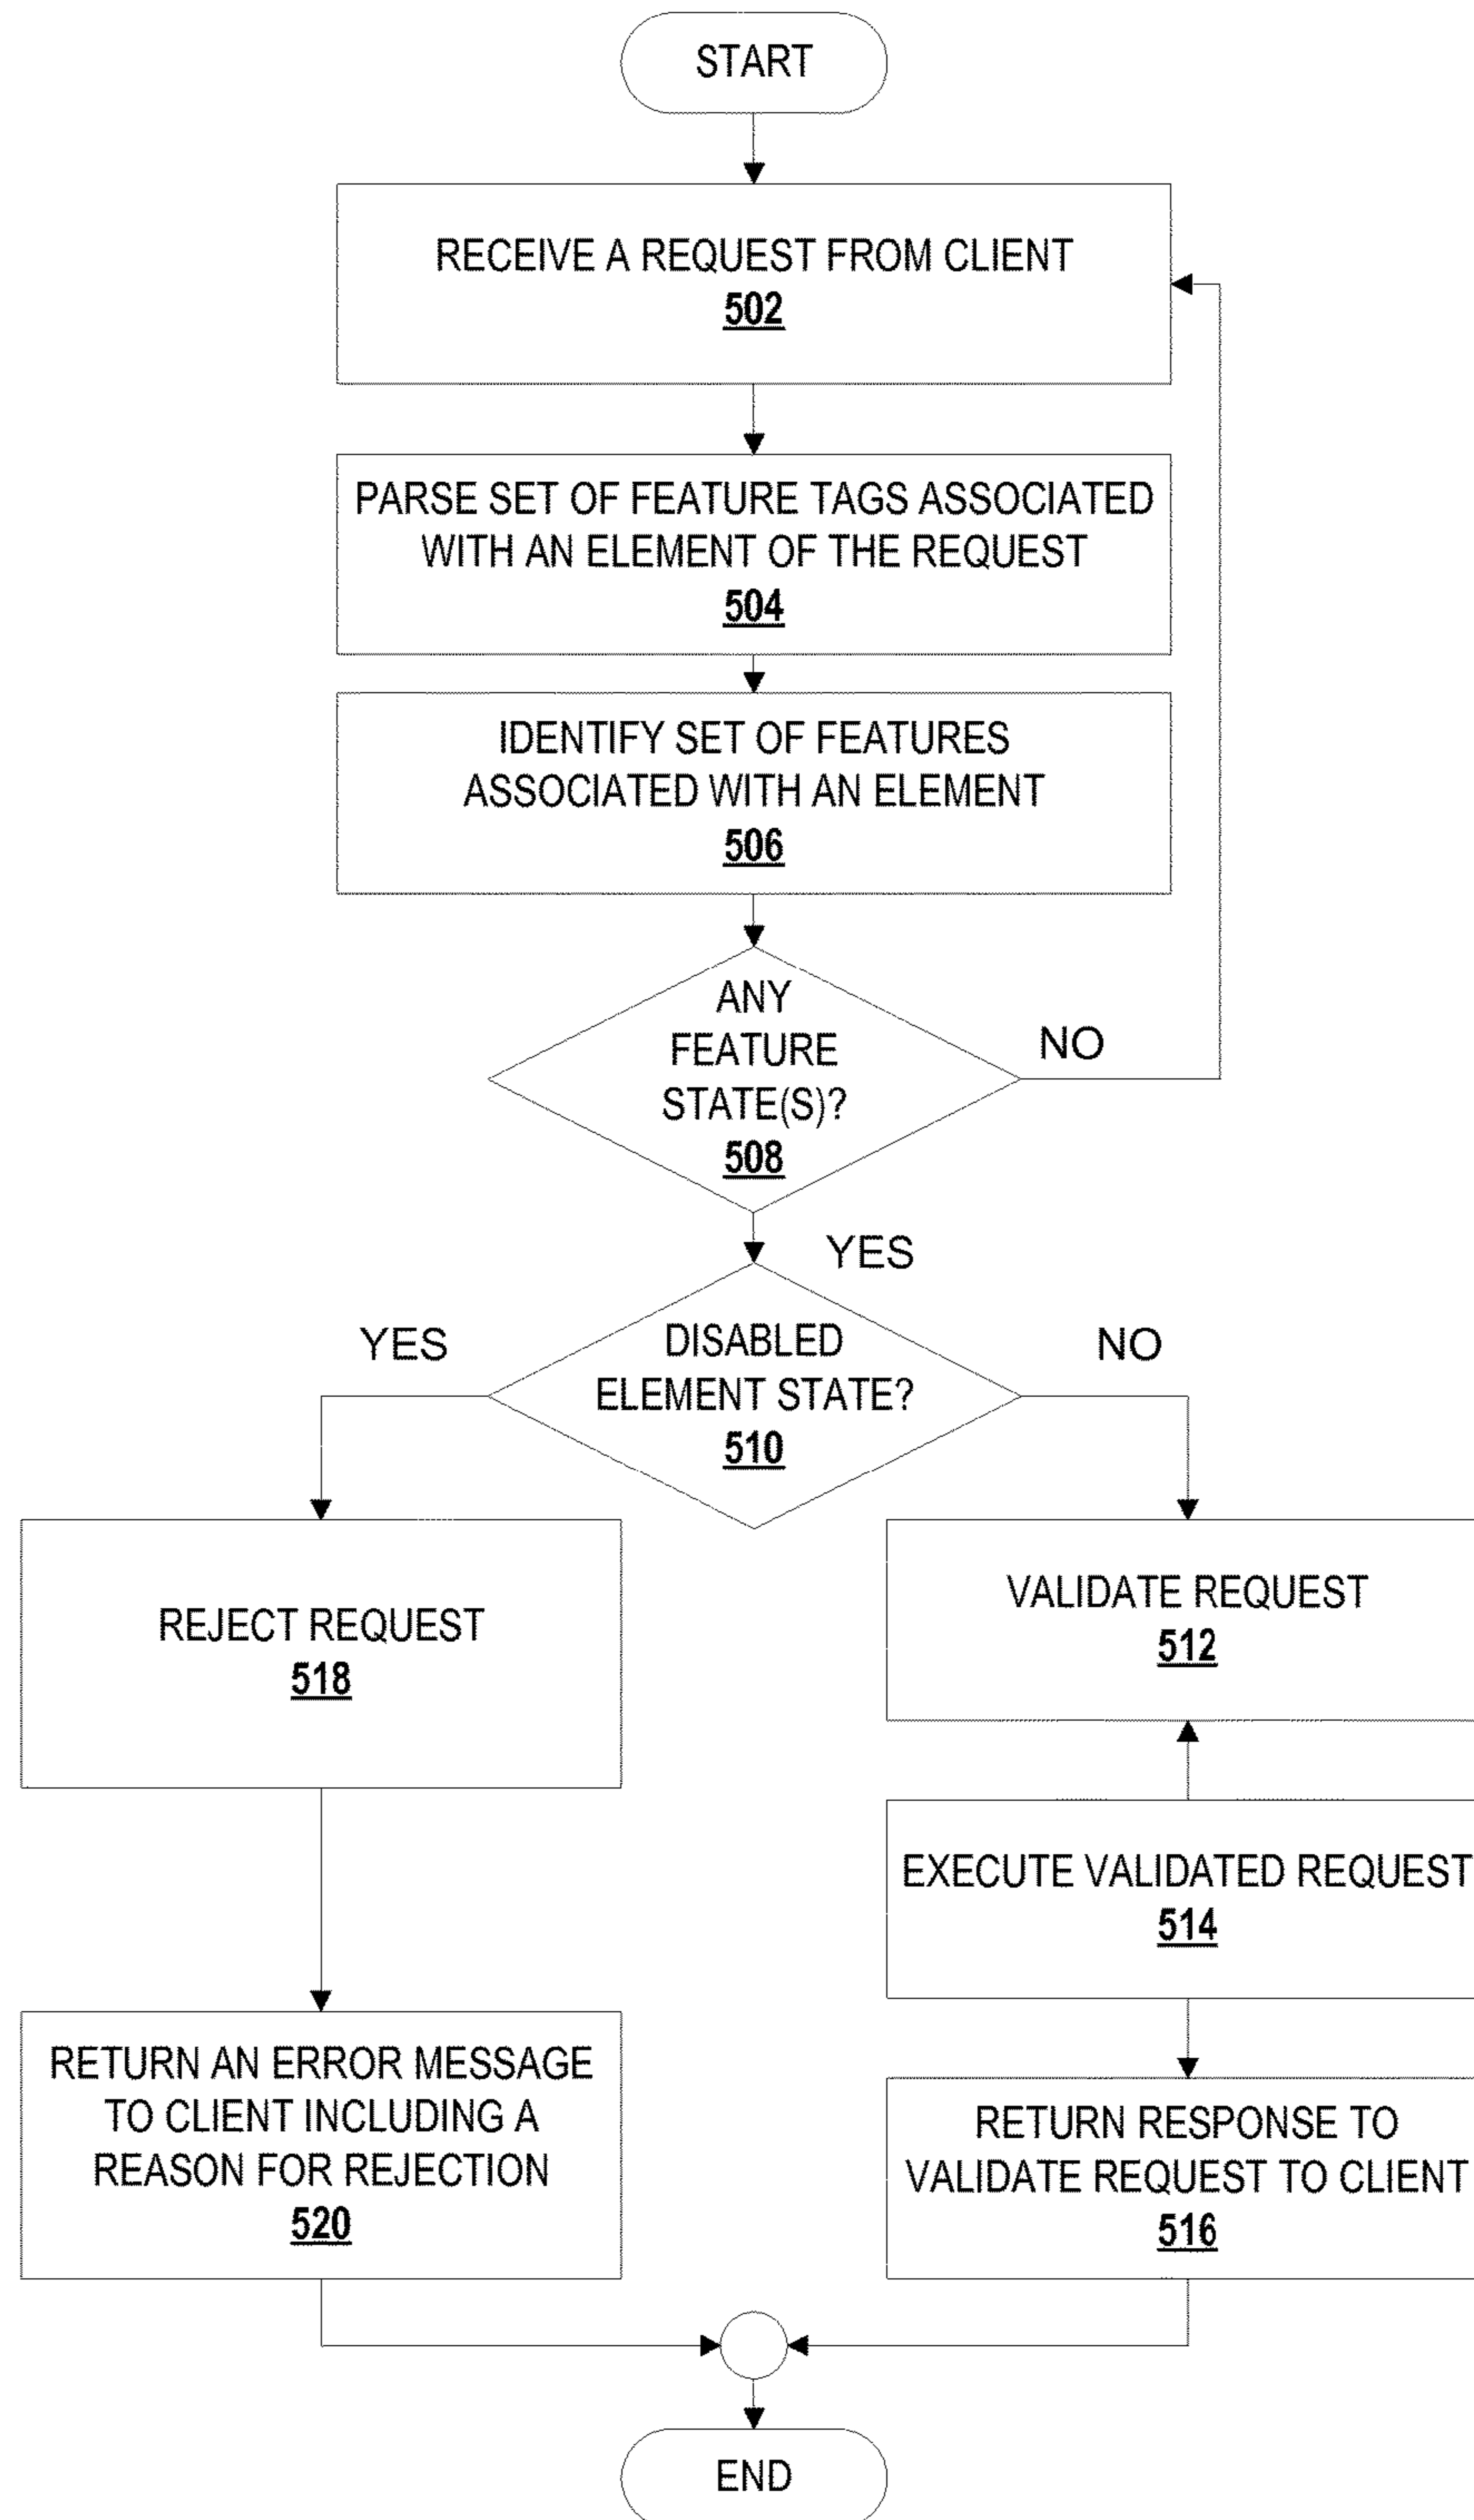 START
RECEIVE A REQUEST FROM CLIENT
502
PARSE SET OF FEATURE TAGS ASSOCIATED
WITH AN ELEMENT OF THE REQUEST
504
IDENTIFY SET OF FEATURES
ASSOCIATED WITH AN ELEMENT
506
ANY
FEATURE
STATE(S)?
508
NO
YES
DISABLED
ELEMENT STATE?
510
YES
NO
REJECT REQUEST
518
VALIDATE REQUEST
512
EXECUTE VALIDATED REQUEST
514
RETURN AN ERROR MESSAGE
TO CLIENT INCLUDING A
REASON FOR REJECTION
520
RETURN RESPONSE TO
VALIDATE REQUEST TO CLIENT
516
END